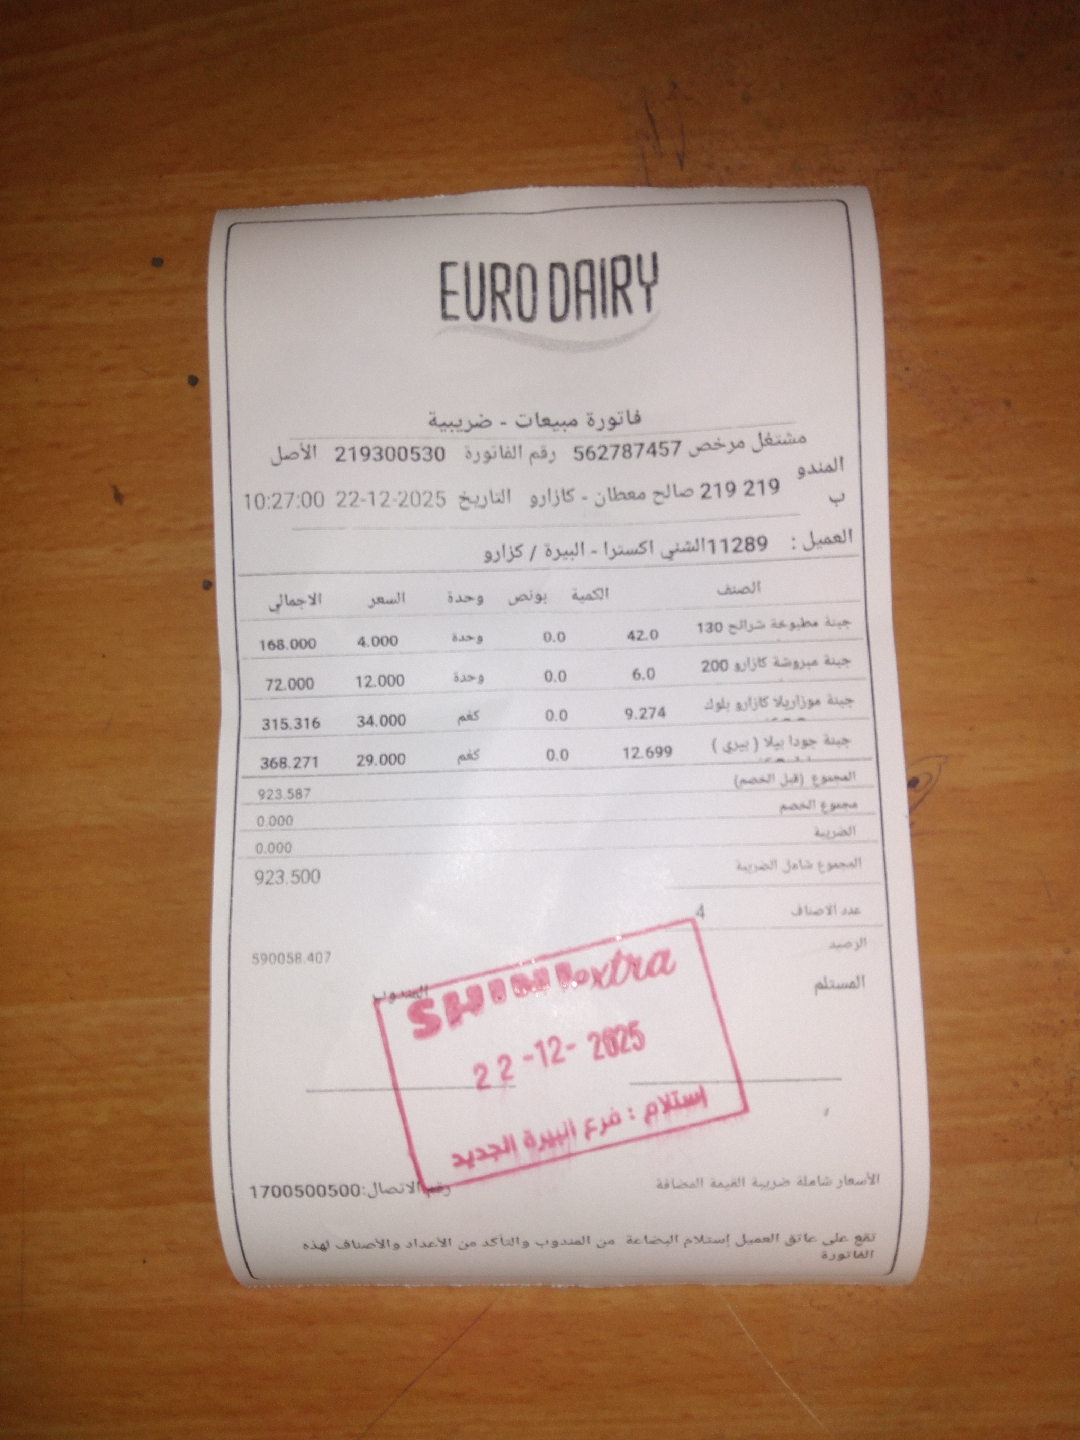 EURO DAIRY
فاتورة مبيعات - ضريبية
مشتغل مرخص 562787457 رقم الفاتورة 219300530 الأصل
المندوب 219 219 صالح معطان - كازارو التاريخ 22-12-2025 10:27:00
العميل : 11289الشني اكسترا - البيرة / كزارو
الصنف الكمية بونص وحدة السعر الاجمالي
جبنة مطبوخة شرائح 130 42.0 0.0 وحدة 4.000 168.000
جبنة مبروشة كازارو 200 6.0 0.0 وحدة 12.000 72.000
جبنة موزاريلا كازارو بلوك 9.274 0.0 كغم 34.000 315.316
جبنة جودا بيلا ( بيري ) 12.699 0.0 كغم 29.000 368.271
المجموع (قبل الخصم) 923.587
مجموع الخصم 0.000
الضريبة 0.000
المجموع شامل الضريبة 923.500
عدد الاصناف 4
الرصيد 590058.407
المستلم المندوب
SHINI extra
22-12-2025
إستلام : فرع البيرة الجديد
الأسعار شاملة ضريبة القيمة المضافة رقم الاتصال:1700500500
تقع على عاتق العميل إستلام البضاعة من المندوب والتأكد من الأعداد والأصناف لهذه
الفاتورة